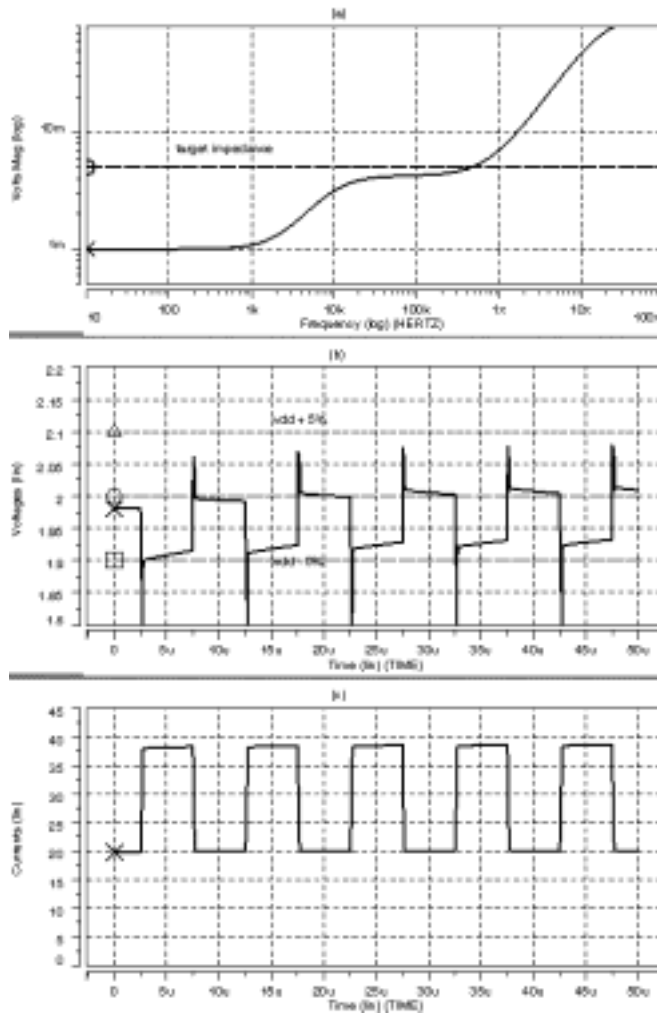 (a)
Volts Mag (log)
10m
target impedance
1m
10 100 1k 10k 100k 1x 10x 100x
Frequency (log) (HERTZ)
(b)
Voltages (lin)
2.2
2.15
vdd + 5%
2.1
2.05
2
1.95
1.9
vdd - 5%
1.85
1.8
0 5u 10u 15u 20u 25u 30u 35u 40u 45u 50u
Time (lin) (TIME)
(c)
Currents (lin)
45
40
35
30
25
20
15
10
5
0
0 5u 10u 15u 20u 25u 30u 35u 40u 45u 50u
Time (lin) (TIME)